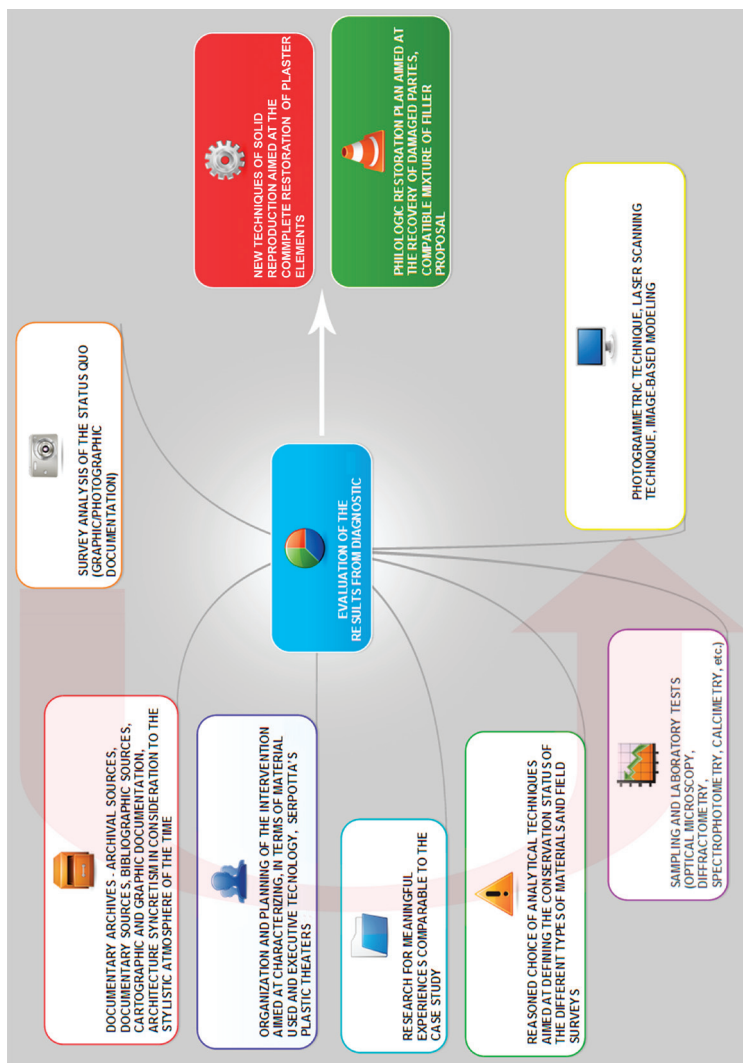 SURVEY ANALYSIS OF THE STATUS QUO
(GRAPHIC/PHOTOGRAPHIC
DOCUMENTATION)
DOCUMENTARY ARCHIVES - ARCHIVAL SOURCES,
DOCUMENTARY SOURCES, BIBLIOGRAPHIC SOURCES,
CARTOGRAPHIC AND GRAPHIC DOCUMENTATION,
ARCHITECTURE SYNCRETISM IN CONSIDERATION TO THE
STYLISTIC ATMOSPHERE OF THE TIME
ORGANIZATION AND PLANNING OF THE INTERVENTION
AIMED AT CHARACTERIZING, IN TERMS OF MATERIAL
USED AND EXECUTIVE TECNOLOGY, SERPOTTA'S
PLASTIC THEATERS
RESEARCH FOR MEANINGFUL
EXPERIENCES COMPARABLE TO THE
CASE STUDY
REASONED CHOICE OF ANALYTICAL TECHNIQUES
AIMED AT DEFINING THE CONSERVATION STATUS OF
THE DIFFERENT TYPES OF MATERIALS AND FIELD
SURVEYS
SAMPLING AND LABORATORY TESTS
(OPTICAL MICROSCOPY,
DIFFRACTOMETRY,
SPECTROPHOTOMETRY, CALCIMETRY, etc.)
PHOTOGRAMMETRIC TECHNIQUE, LASER SCANNING
TECHNIQUE, IMAGE-BASED MODELING
EVALUATION OF THE
RESULTS FROM DIAGNOSTIC
NEW TECHNIQUES OF SOLID
REPRODUCTION AIMED AT THE
COMMPLETE RESTORATION OF PLASTER
ELEMENTS
PHILOLOGIC RESTORATION PLAN AIMED AT
THE RECOVERY OF DAMAGED PARTES,
COMPATIBLE MIXTURE OF FILLER
PROPOSAL